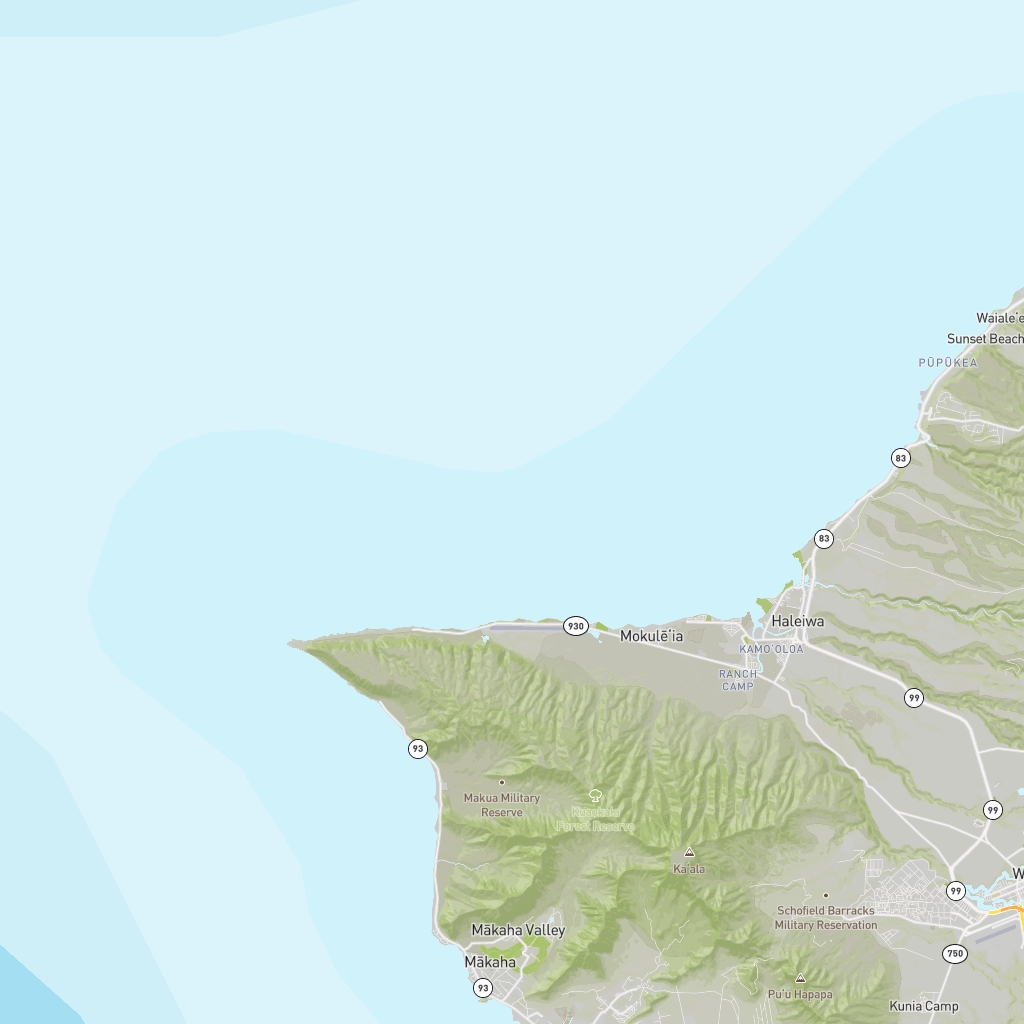 Waiale'e
Sunset Beach
PŪPŪKEA
83
83
930
Mokulē'ia
Haleiwa
KAMO'OLOA
RANCH
CAMP
99
93
Makua Military
Reserve
Kuaokala
Forest Reserve
99
Ka'ala
W
99
Schofield Barracks
Military Reservation
Mākaha Valley
750
Mākaha
93
Pu'u Hapapa
Kunia Camp